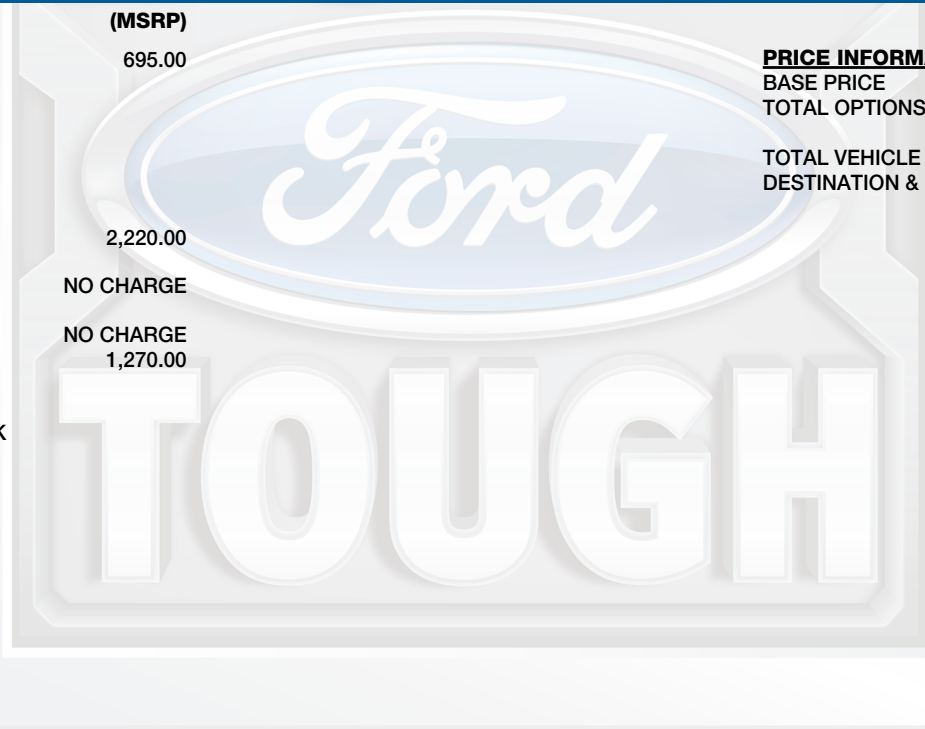 (MSRP)
695.00
2,220.00
NO CHARGE
NO CHARGE
1,270.00
K
PRICE INFORMA
BASE PRICE
TOTAL OPTIONS
TOTAL VEHICLE
DESTINATION &
Ford
TOUGH